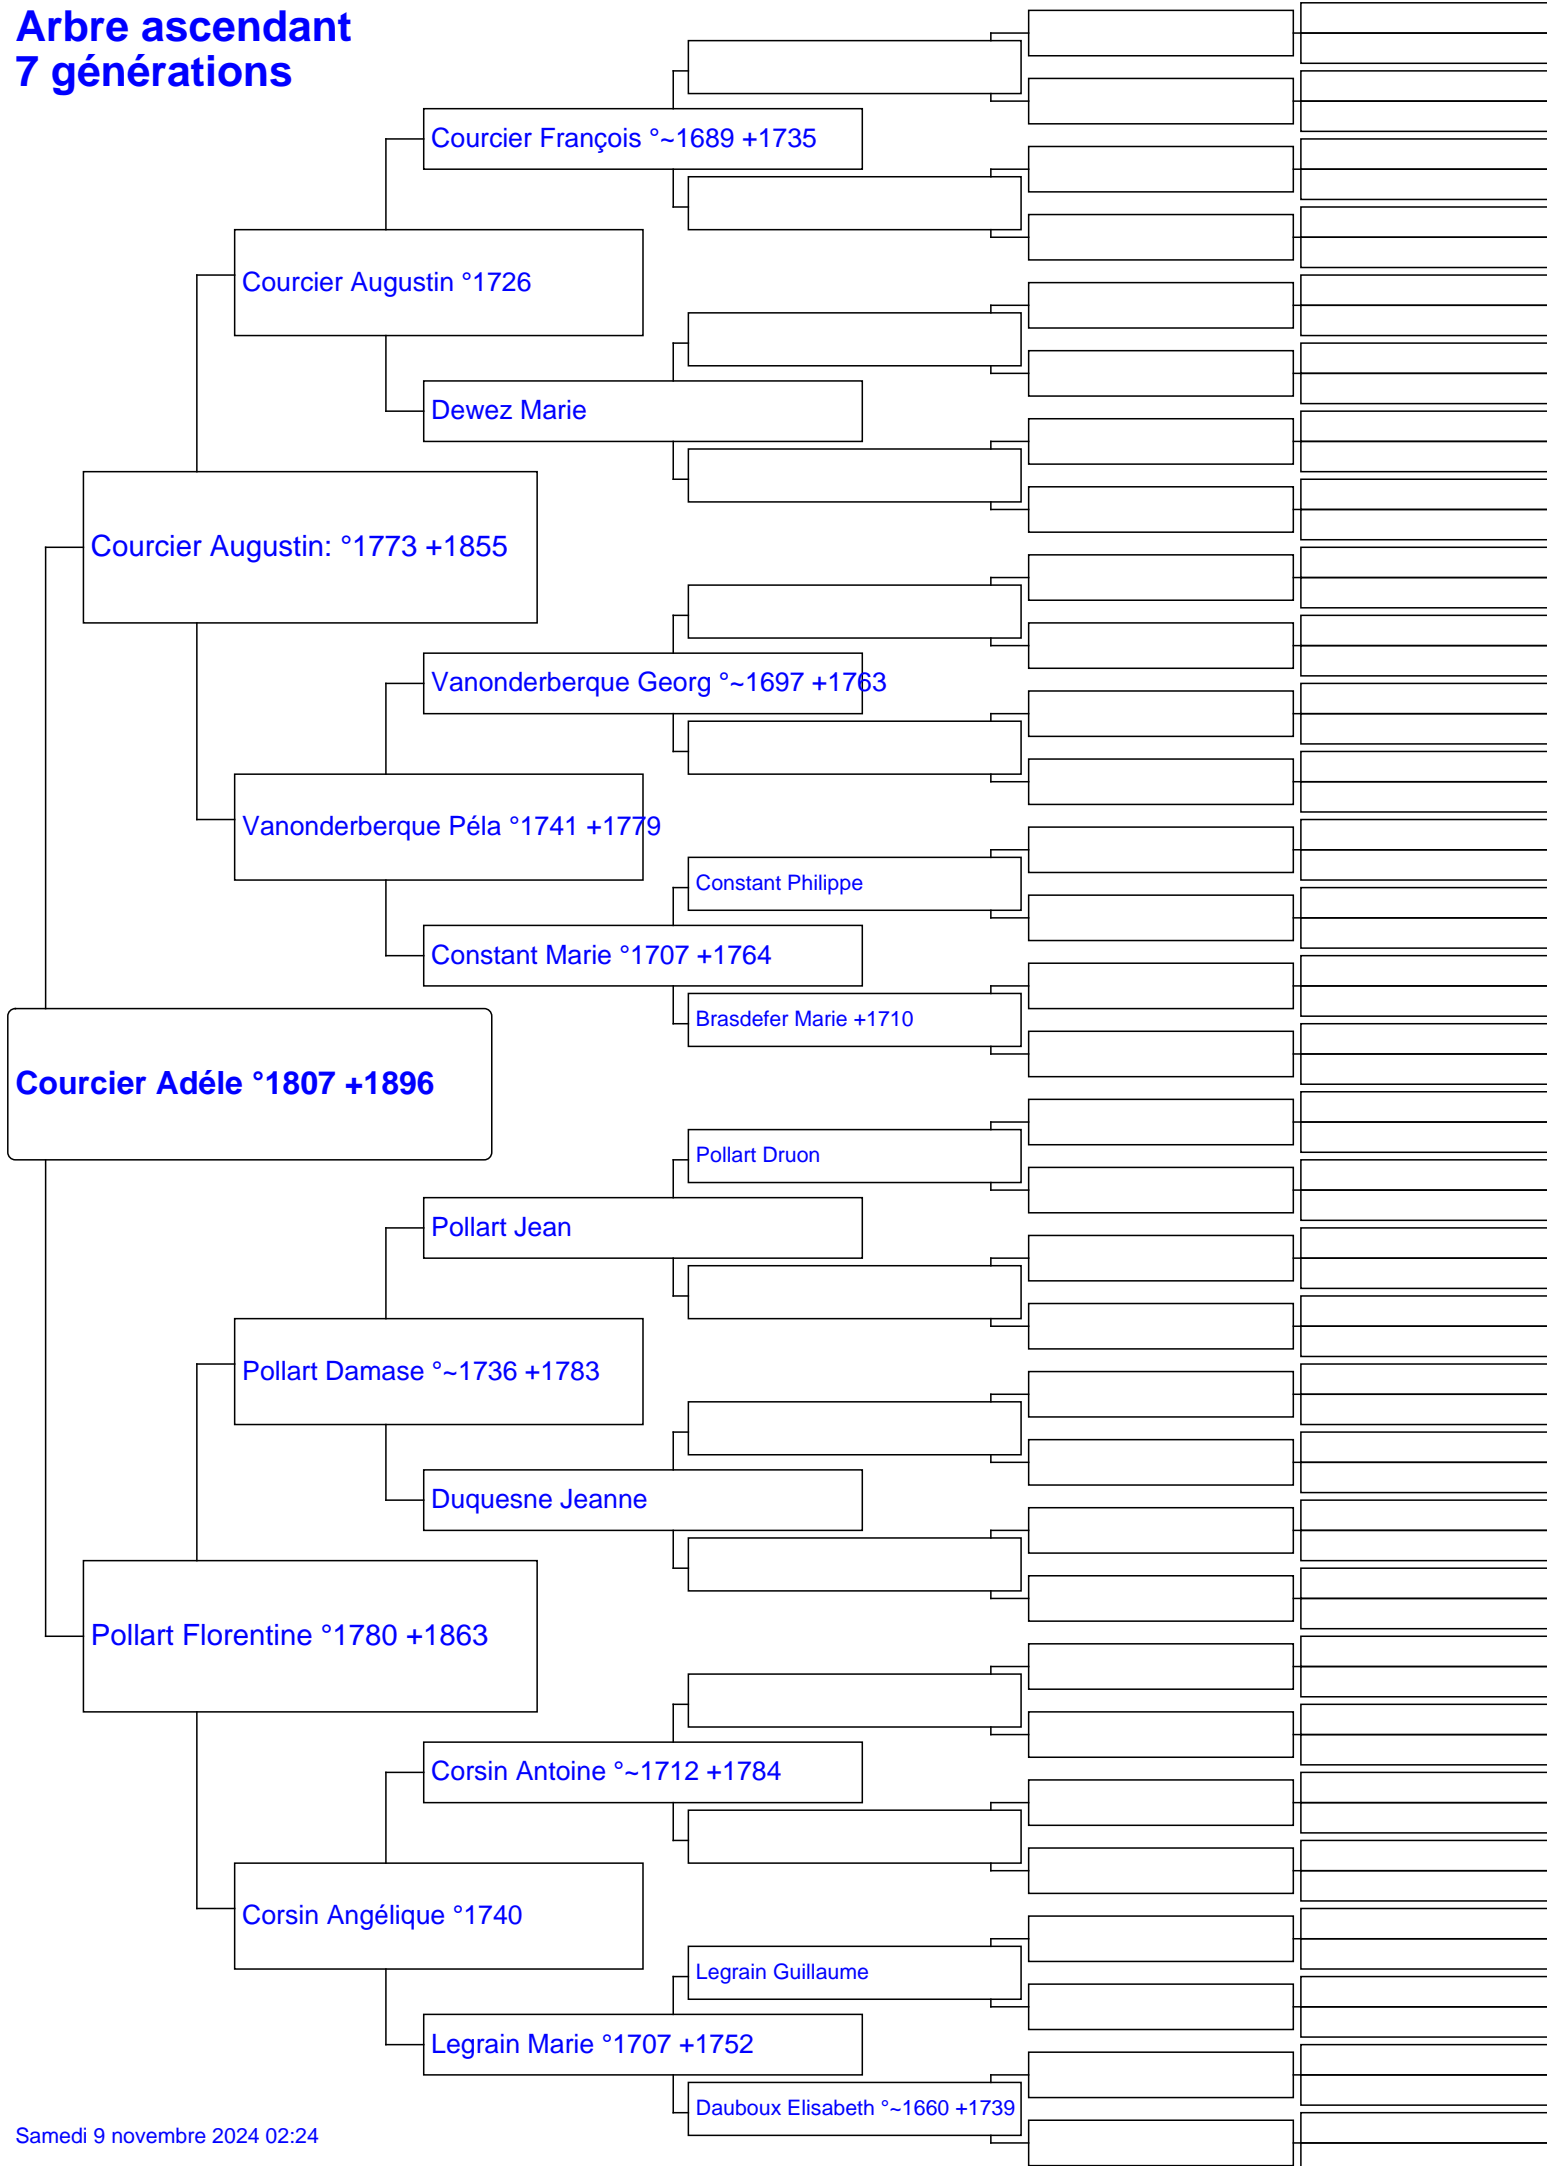 Arbre ascendant
7 générations
Courcier François °~1689 +1735
Courcier Augustin °1726
Dewez Marie
Courcier Augustin: °1773 +1855
Vanonderberque Georg °~1697 +1763
Vanonderberque Péla °1741 +1779
Constant Philippe
Constant Marie °1707 +1764
Brasdefer Marie +1710
Courcier Adéle °1807 +1896
Pollart Druon
Pollart Jean
Pollart Damase °~1736 +1783
Duquesne Jeanne
Pollart Florentine °1780 +1863
Corsin Antoine °~1712 +1784
Corsin Angélique °1740
Legrain Guillaume
Legrain Marie °1707 +1752
Dauboux Elisabeth °~1660 +1739
Samedi 9 novembre 2024 02:24